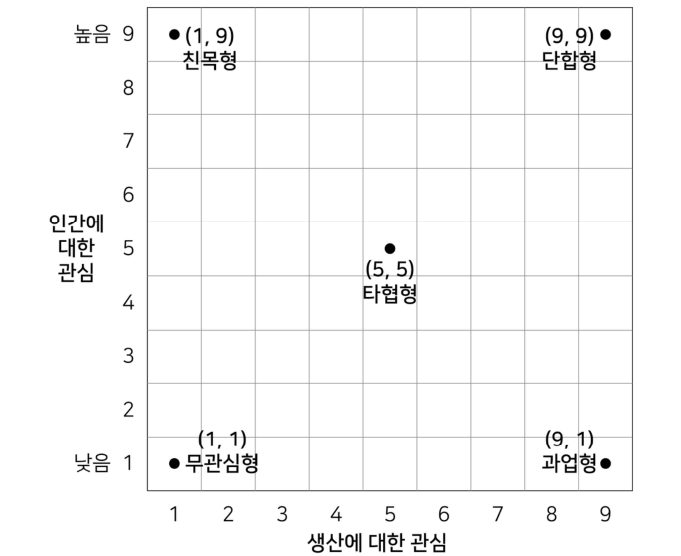 높음 9
(1, 9)
친목형
(9, 9)
단합형
8
7
6
인간에
대한
관심
5
(5, 5)
타협형
4
3
2
낮음 1
(1, 1)
무관심형
(9, 1)
과업형
1 2 3 4 5 6 7 8 9
생산에 대한 관심